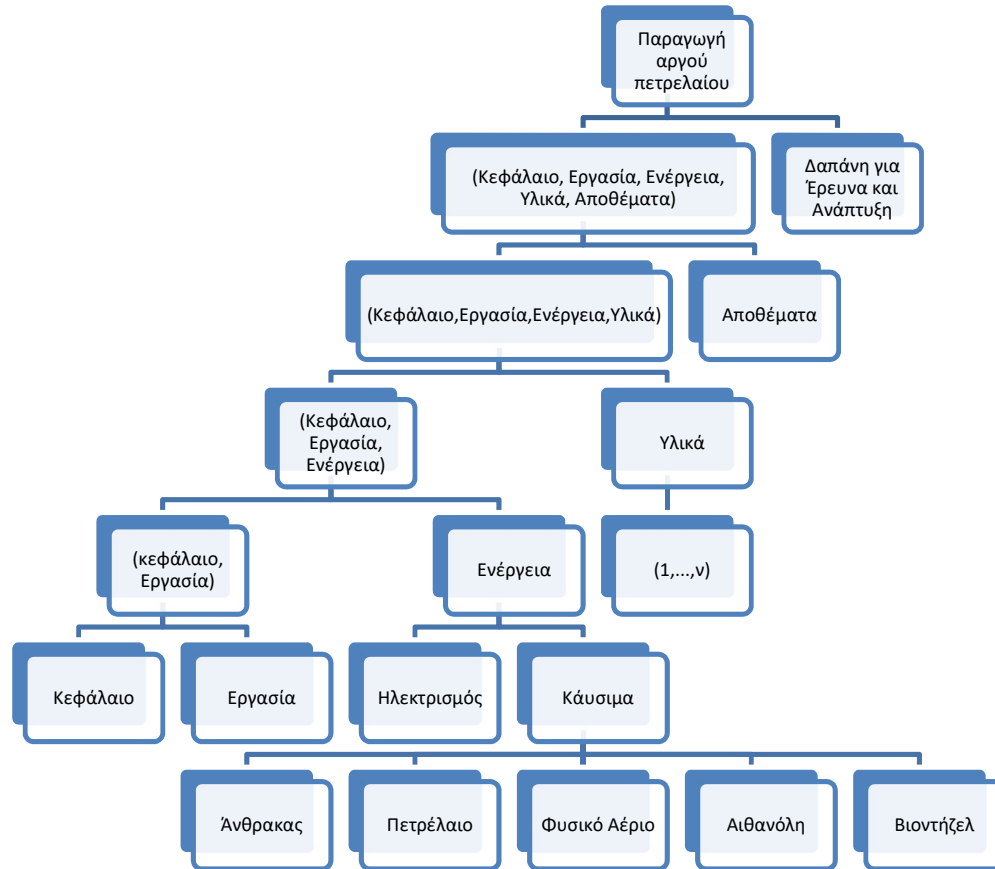 Παραγωγή
αργού
πετρελαίου
(Κεφάλαιο, Εργασία, Ενέργεια,
Υλικά, Αποθέματα)
Δαπάνη για
Έρευνα και
Ανάπτυξη
(Κεφάλαιο,Εργασία,Ενέργεια,Υλικά)
Αποθέματα
(Κεφάλαιο,
Εργασία,
Ενέργεια)
Υλικά
(κεφάλαιο,
Εργασία)
Ενέργεια
(1,...,ν)
Κεφάλαιο
Εργασία
Ηλεκτρισμός
Κάυσιμα
Άνθρακας
Πετρέλαιο
Φυσικό Αέριο
Αιθανόλη
Βιοντήζελ